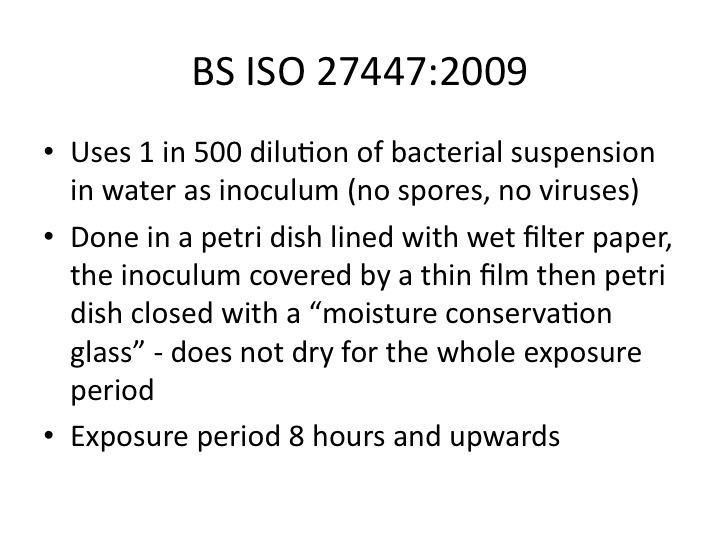 BS ISO 27447:2009
• Uses 1 in 500 dilution of bacterial suspension
in water as inoculum (no spores, no viruses)
• Done in a petri dish lined with wet filter paper,
the inoculum covered by a thin film then petri
dish closed with a “moisture conservation
glass” - does not dry for the whole exposure
period
• Exposure period 8 hours and upwards